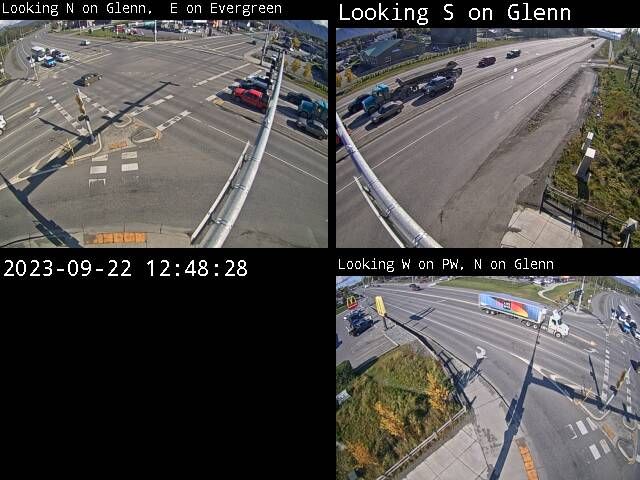 Looking N on Glenn, E on Evergreen
Looking S on Glenn
2023-09-22 12:48:28
Looking W on PW, N on Glenn